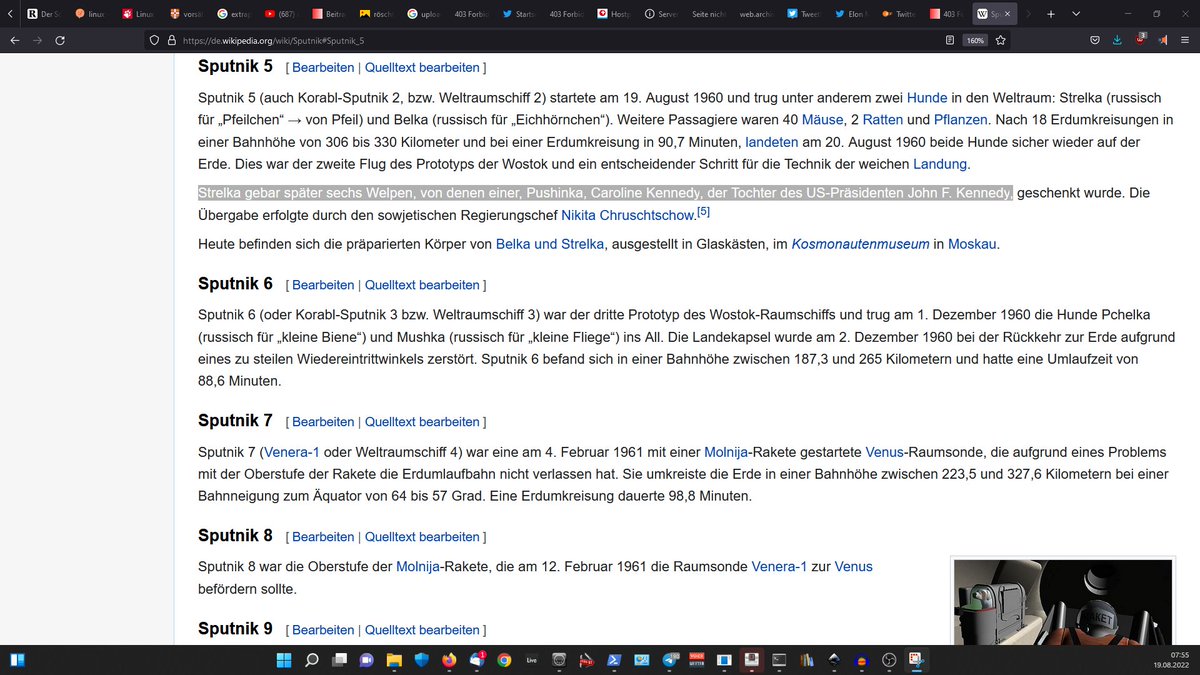 Der Sc
linux
Linux
vorsä
extrap
(687)
Beitra
rösch
uploa
403 Forbid
Starts
403 Forbid
Hosty
Server
Seite nicht
web.archi
Tweet
Elon M
Twitte
403 Fo
Sp
https://de.wikipedia.org/wiki/Sputnik#Sputnik_5
160%
3
Sputnik 5 [ Bearbeiten | Quelltext bearbeiten ]
Sputnik 5 (auch Korabl-Sputnik 2, bzw. Weltraumschiff 2) startete am 19. August 1960 und trug unter anderem zwei Hunde in den Weltraum: Strelka (russisch
für „Pfeilchen“ → von Pfeil) und Belka (russisch für „Eichhörnchen“). Weitere Passagiere waren 40 Mäuse, 2 Ratten und Pflanzen. Nach 18 Erdumkreisungen in
einer Bahnhöhe von 306 bis 330 Kilometer und bei einer Erdumkreisung in 90,7 Minuten, landeten am 20. August 1960 beide Hunde sicher wieder auf der
Erde. Dies war der zweite Flug des Prototyps der Wostok und ein entscheidender Schritt für die Technik der weichen Landung.
Strelka gebar später sechs Welpen, von denen einer, Pushinka, Caroline Kennedy, der Tochter des US-Präsidenten John F. Kennedy, geschenkt wurde. Die
Übergabe erfolgte durch den sowjetischen Regierungschef Nikita Chruschtschow.[5]
Heute befinden sich die präparierten Körper von Belka und Strelka, ausgestellt in Glaskästen, im Kosmonautenmuseum in Moskau.
Sputnik 6 [ Bearbeiten | Quelltext bearbeiten ]
Sputnik 6 (oder Korabl-Sputnik 3 bzw. Weltraumschiff 3) war der dritte Prototyp des Wostok-Raumschiffs und trug am 1. Dezember 1960 die Hunde Pchelka
(russisch für „kleine Biene“) und Mushka (russisch für „kleine Fliege“) ins All. Die Landekapsel wurde am 2. Dezember 1960 bei der Rückkehr zur Erde aufgrund
eines zu steilen Wiedereintrittwinkels zerstört. Sputnik 6 befand sich in einer Bahnhöhe zwischen 187,3 und 265 Kilometern und hatte eine Umlaufzeit von
88,6 Minuten.
Sputnik 7 [ Bearbeiten | Quelltext bearbeiten ]
Sputnik 7 (Venera-1 oder Weltraumschiff 4) war eine am 4. Februar 1961 mit einer Molnija-Rakete gestartete Venus-Raumsonde, die aufgrund eines Problems
mit der Oberstufe der Rakete die Erdumlaufbahn nicht verlassen hat. Sie umkreiste die Erde in einer Bahnhöhe zwischen 223,5 und 327,6 Kilometern bei einer
Bahnneigung zum Äquator von 64 bis 57 Grad. Eine Erdumkreisung dauerte 98,8 Minuten.
Sputnik 8 [ Bearbeiten | Quelltext bearbeiten ]
Sputnik 8 war die Oberstufe der Molnija-Rakete, die am 12. Februar 1961 die Raumsonde Venera-1 zur Venus
befördern sollte.
Sputnik 9 [ Bearbeiten | Quelltext bearbeiten ]
Live
07:55
19.08.2022